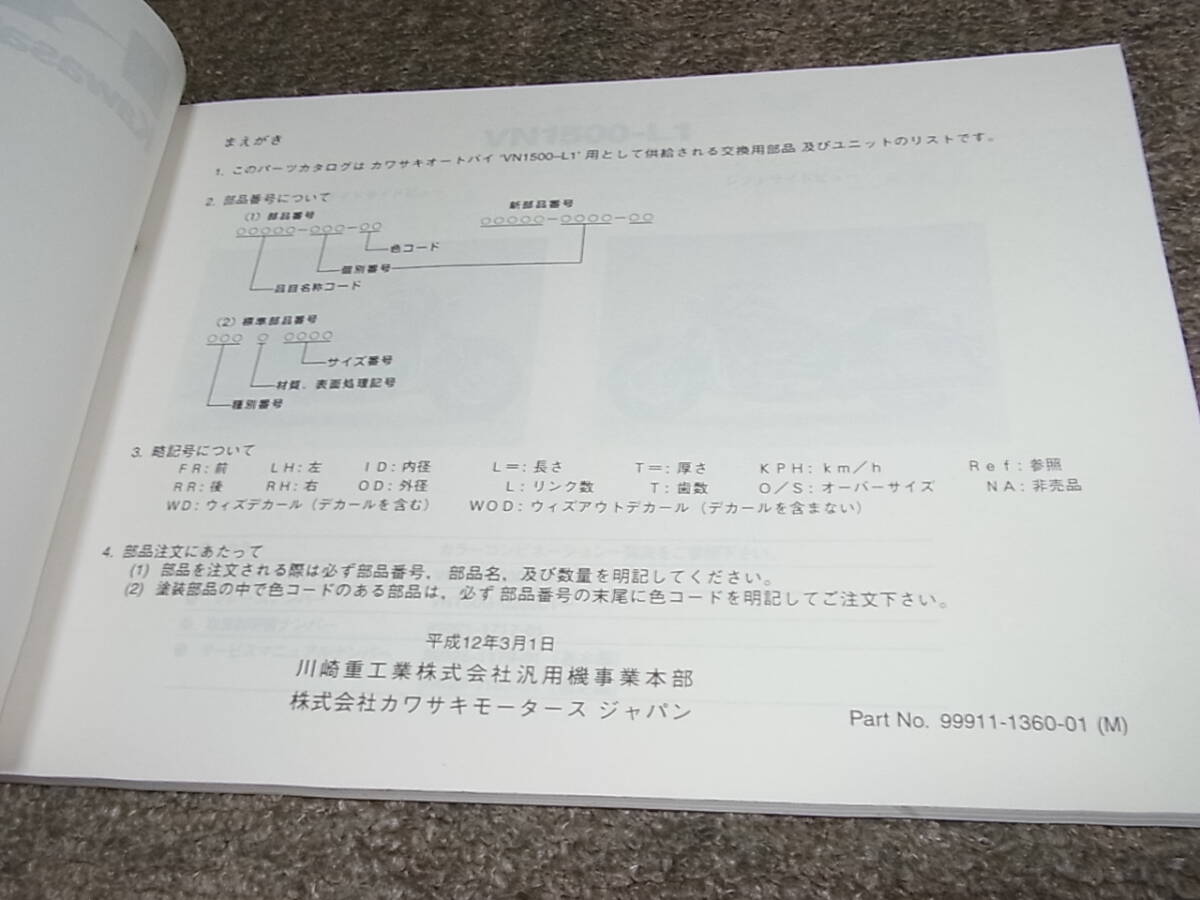 まえがき
1. このパーツカタログは カワサキオートバイ 'VN1500-L1' 用として供給される交換用部品 及びユニットのリストです。
2. 部品番号について
(1) 部品番号
新部品番号
○○○○○-○○○-○○
○○○○○-○○○○-○○
色コード
個別番号
品目名称コード
(2) 標準部品番号
○○○ ○ ○○○○
サイズ番号
材質、表面処理記号
種別番号
3. 略記号について
FR:前 LH:左 ID:内径 L=:長さ T=:厚さ KPH:km/h Ref:参照
RR:後 RH:右 OD:外径 L:リンク数 T:歯数 O/S:オーバーサイズ NA:非売品
WD:ウィズデカール(デカールを含む) WOD:ウィズアウトデカール(デカールを含まない)
4. 部品注文にあたって
(1) 部品を注文される際は必ず部品番号、部品名、及び数量を明記してください。
(2) 塗装部品の中で色コードのある部品は、必ず 部品番号の末尾に色コードを明記してご注文下さい。
平成12年3月1日
川崎重工業株式会社汎用機事業本部
株式会社カワサキモータース ジャパン
Part No. 99911-1360-01 (M)